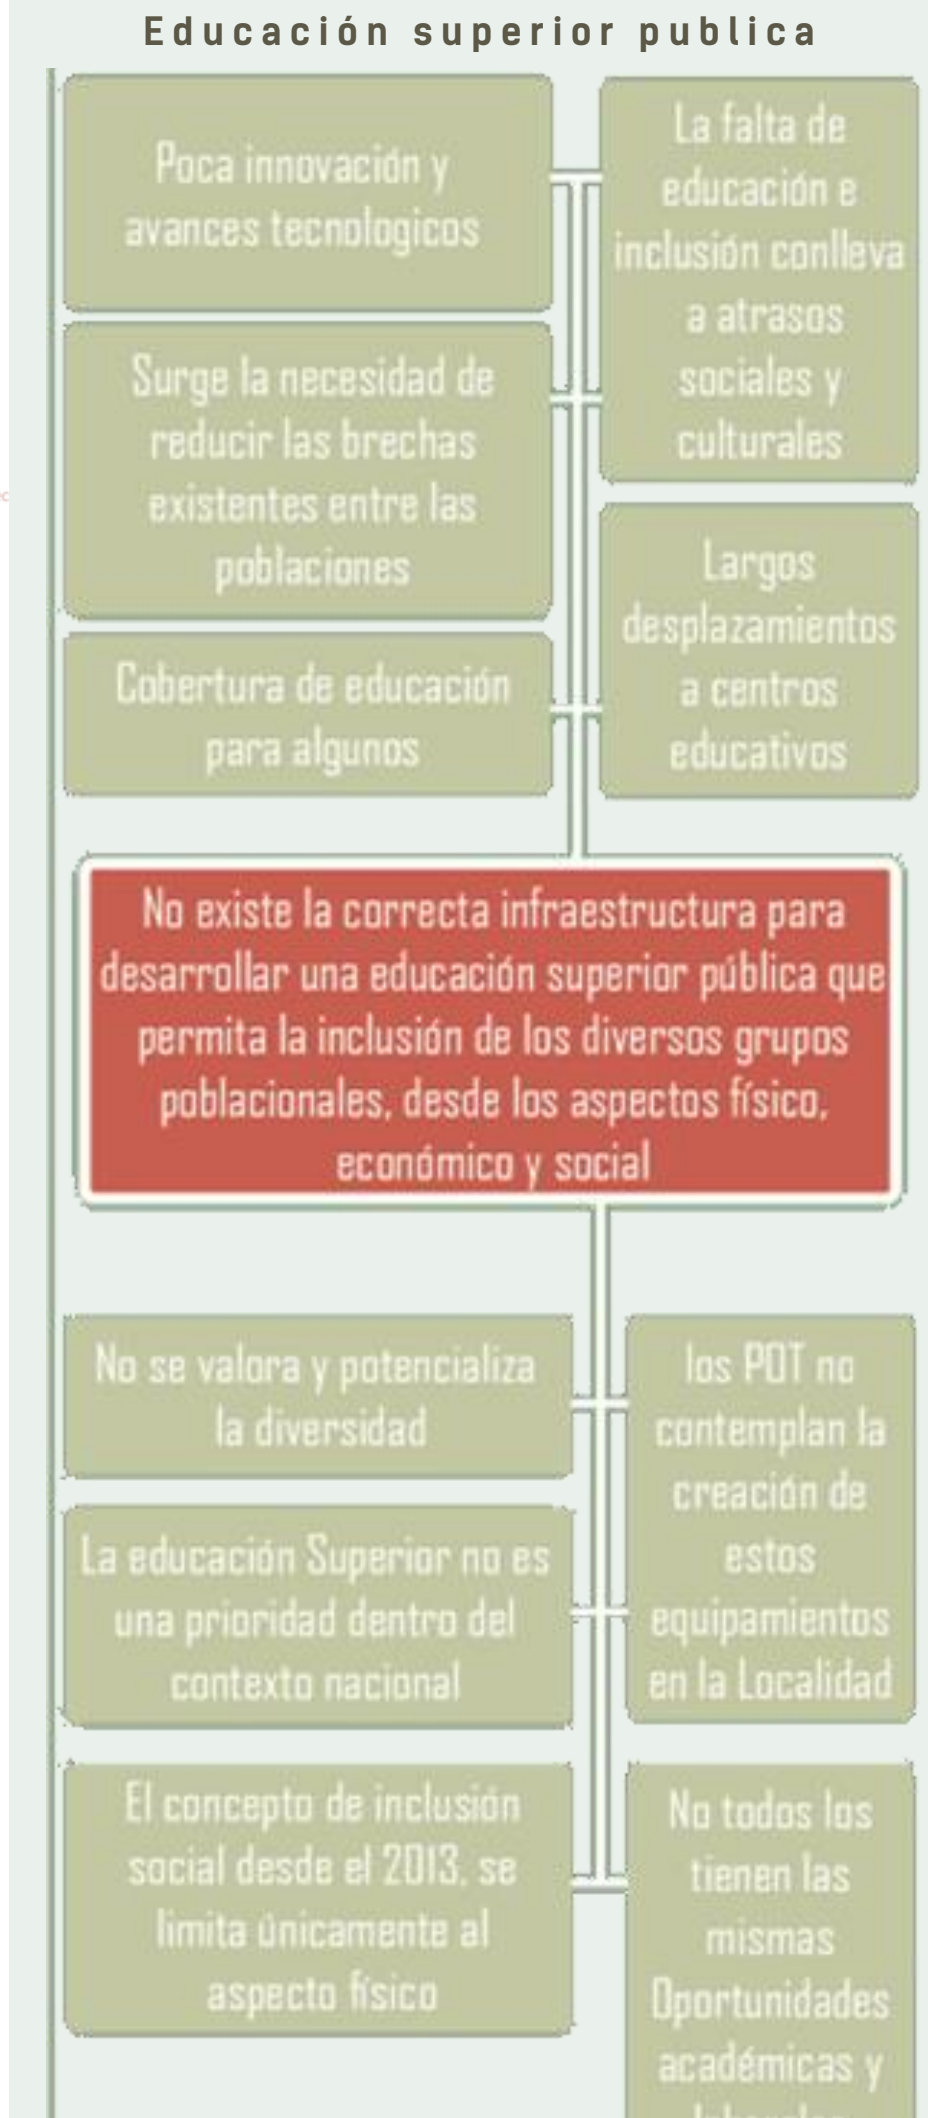 Educación superior publica
Poca innovación y
avances tecnologicos
La falta de
educación e
inclusión conlleva
a atrasos
sociales y
culturales
Surge la necesidad de
reducir las brechas
existentes entre las
poblaciones
Largos
desplazamientos
a centros
educativos
Cobertura de educación
para algunos
No existe la correcta infraestructura para
desarrollar una educación superior pública que
permita la inclusión de los diversos grupos
poblacionales, desde los aspectos físico,
económico y social
No se valora y potencializa
la diversidad
los POT no
contemplan la
creación de
estos
equipamientos
en la Localidad
La educación Superior no es
una prioridad dentro del
contexto nacional
El concepto de inclusión
social desde el 2013, se
limita únicamente al
aspecto físico
No todos los
tienen las
mismas
Oportunidades
académicas y